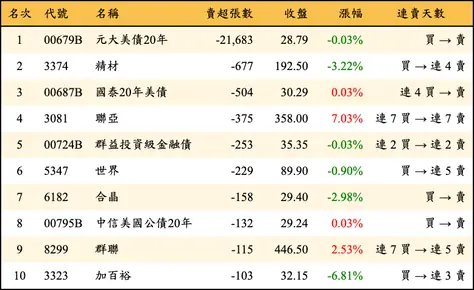 名次 代號 名稱 賣超張數 收盤 漲幅 連賣天數
1 00679B 元大美債20年 -21,683 28.79 -0.03% 買 → 賣
2 3374 精材 -677 192.50 -3.22% 買 → 連 4 賣
3 00687B 國泰20年美債 -504 30.29 0.03% 連 4 買 → 賣
4 3081 聯亞 -375 358.00 7.03% 連 7 買 → 連 7 賣
5 00724B 群益投資級金融債 -253 35.35 -0.03% 連 2 買 → 連 2 賣
6 5347 世界 -229 89.90 -0.90% 買 → 連 5 賣
7 6182 合晶 -158 29.40 -2.98% 買 → 賣
8 00795B 中信美國公債20年 -132 29.24 0.03% 買 → 賣
9 8299 群聯 -115 446.50 2.53% 連 7 買 → 連 5 賣
10 3323 加百裕 -103 32.15 -6.81% 買 → 連 3 賣